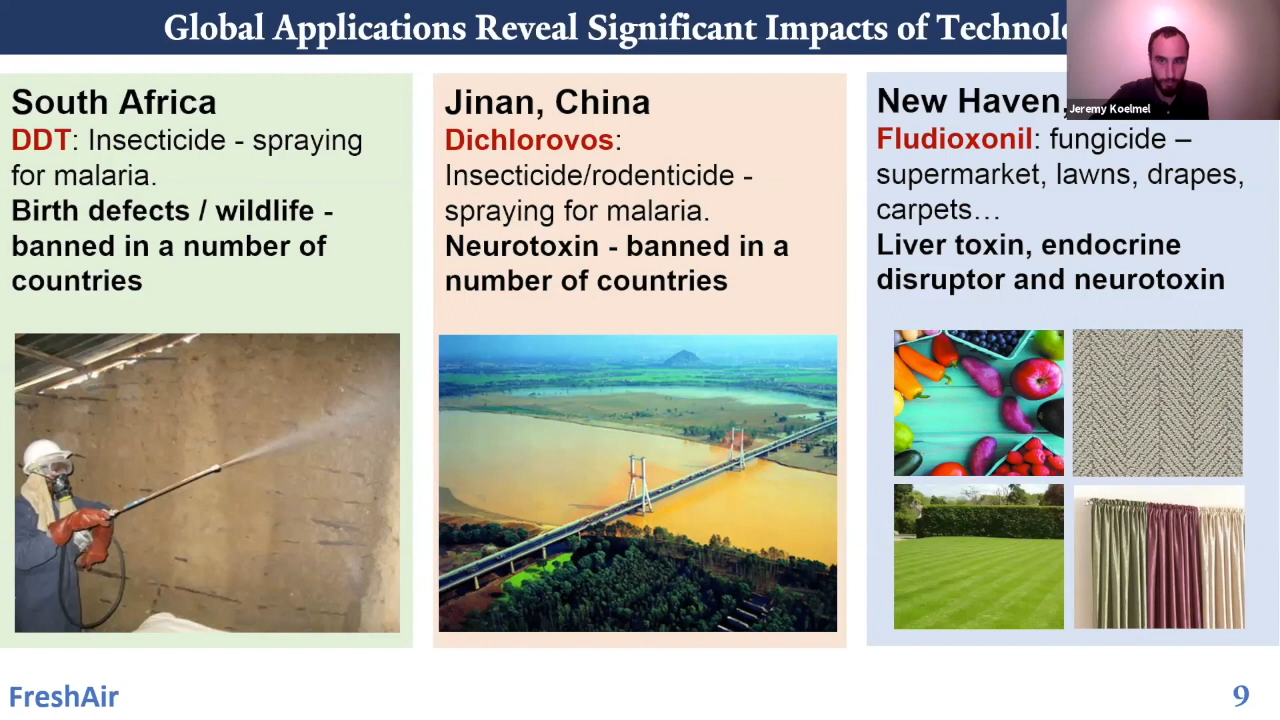 Global Applications Reveal Significant Impacts of
Jeremy Koelmel
South Africa
DDT: Insecticide - spraying
for malaria.
Birth defects / wildlife -
banned in a number of
countries
Jinan, China
Dichlorovos:
Insecticide/rodenticide -
spraying for malaria.
Neurotoxin - banned in a
number of countries
New Haven,
Fludioxonil: fungicide –
supermarket, lawns, drapes,
carpets…
Liver toxin, endocrine
disruptor and neurotoxin
FreshAir
9